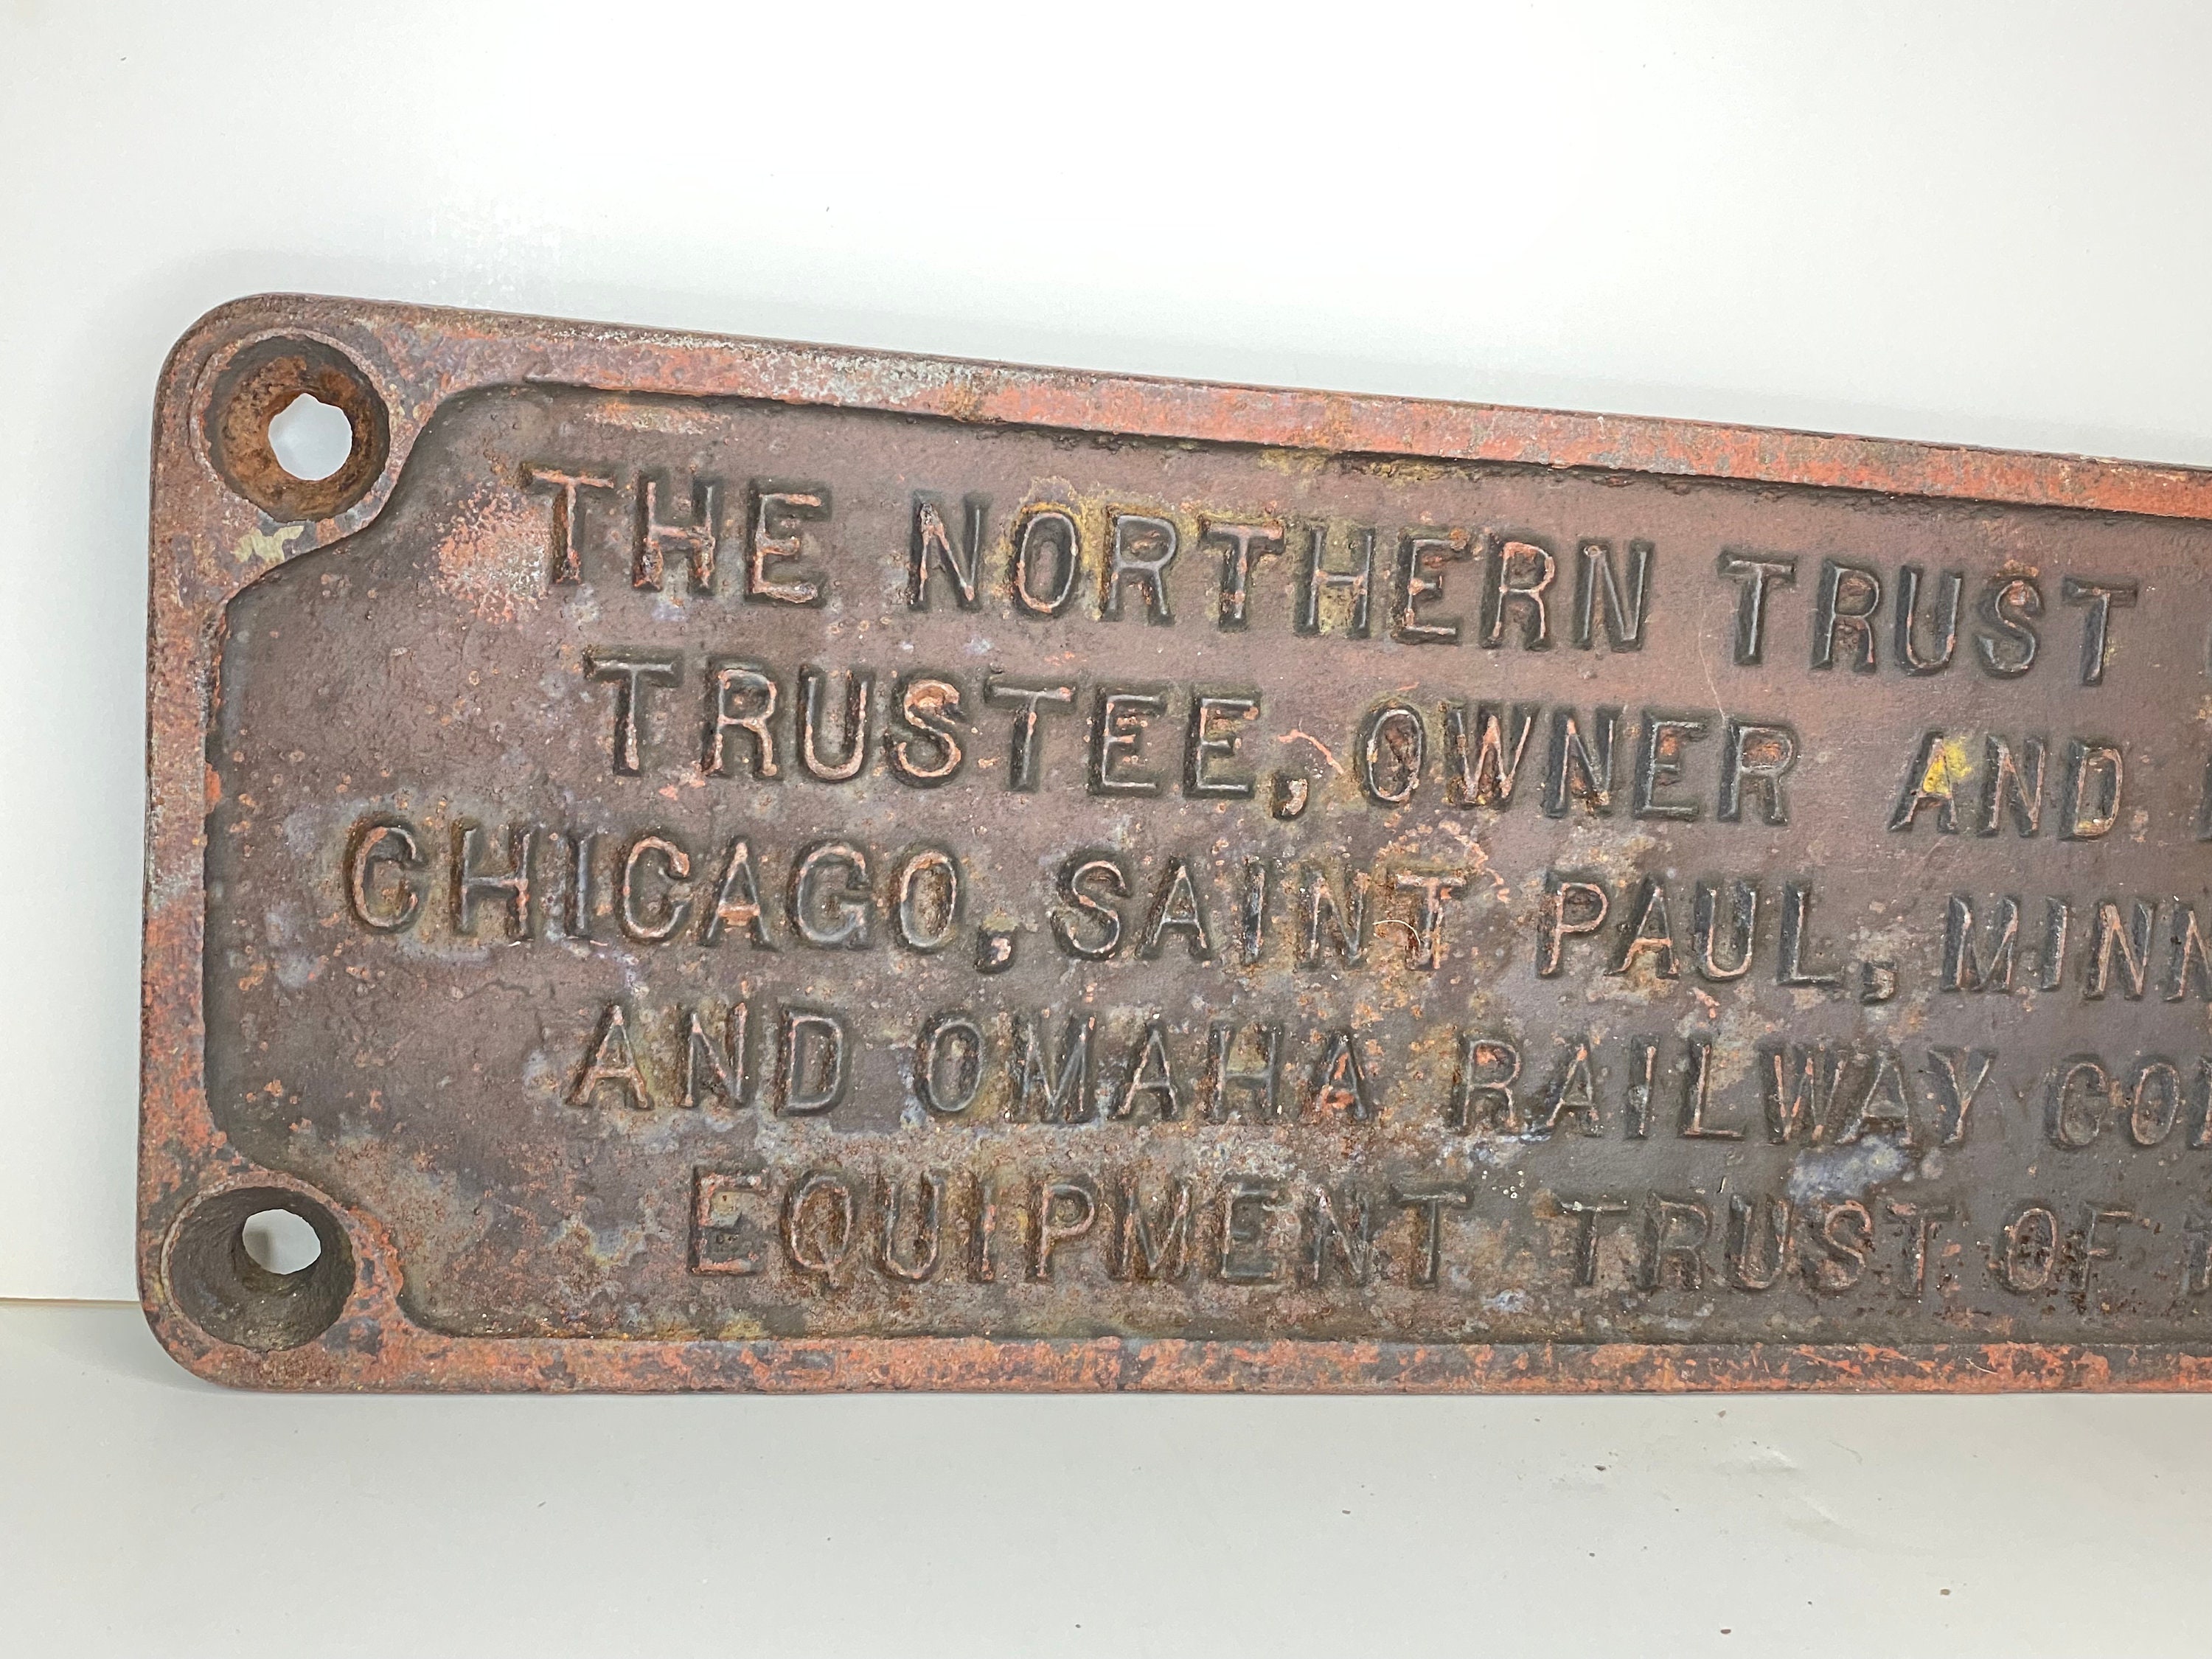 THE NORTHERN TRUST
TRUSTEE, OWNER AND
CHICAGO, SAINT PAUL, MINN
AND OMAHA RAILWAY CO
EQUIPMENT TRUST OF